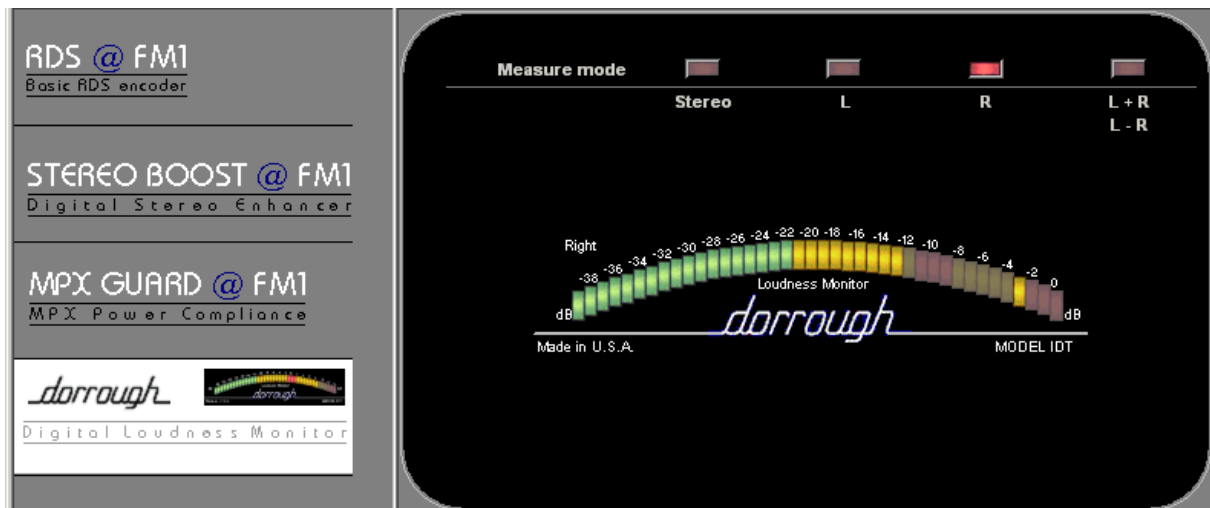 RDS @ FM1
Basic RDS encoder
STEREO BOOST @ FM1
Digital Stereo Enhancer
MPX GUARD @ FM1
MPX Power Compliance
dorrough
Digital Loudness Monitor
Measure mode
Stereo L R L + R
L - R
Right
-38 -36 -34 -32 -30 -28 -26 -24 -22 -20 -18 -16 -14 -12 -10 -8 -6 -4 -2 0
dB dB
Loudness Monitor
dorrough
Made in U.S.A. MODEL IDT